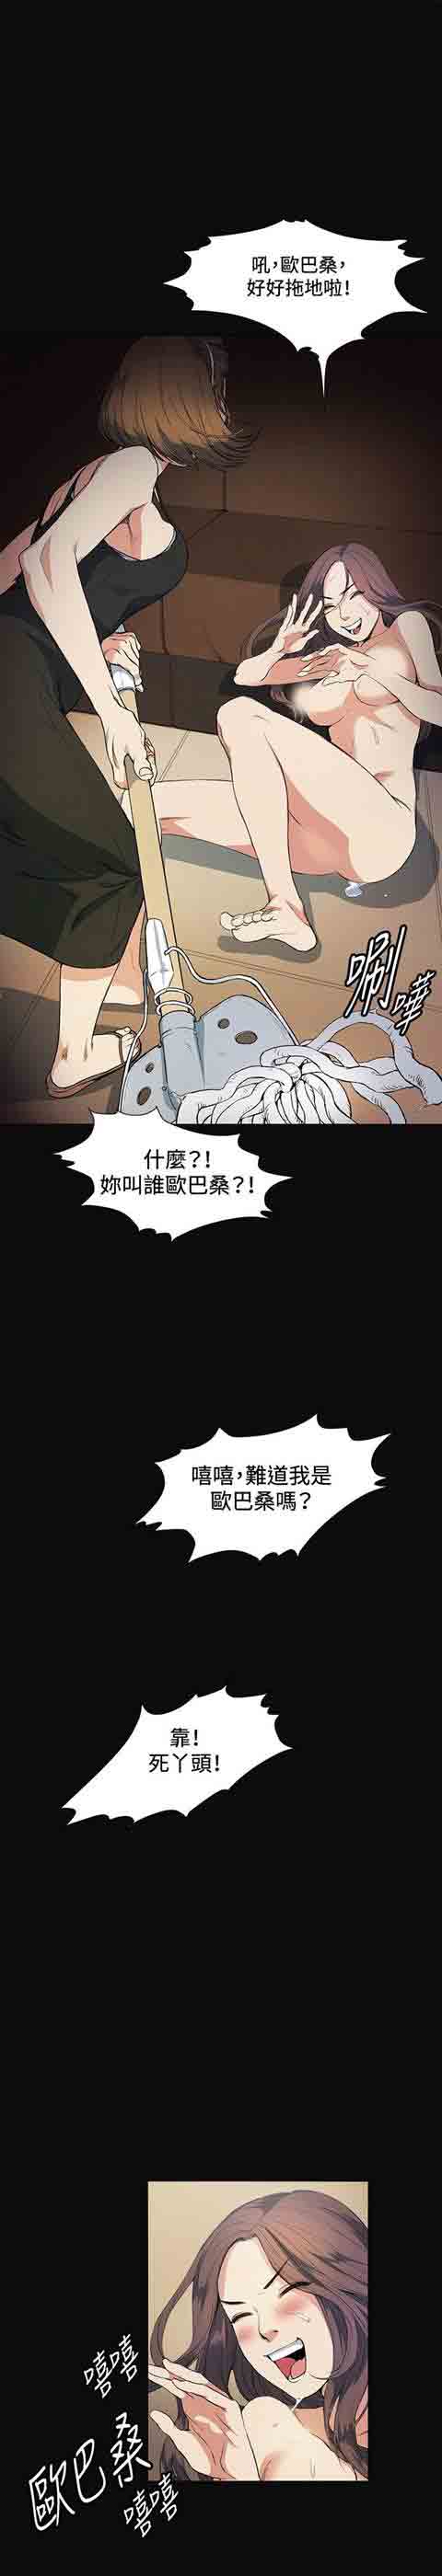 吼，歐巴桑，
好好拖地啦！
唰
嘩
什麼？！
妳叫誰歐巴桑？！
嘻嘻，難道我是
歐巴桑嗎？
靠！
死丫頭！
嘻嘻
歐巴桑
嘻嘻